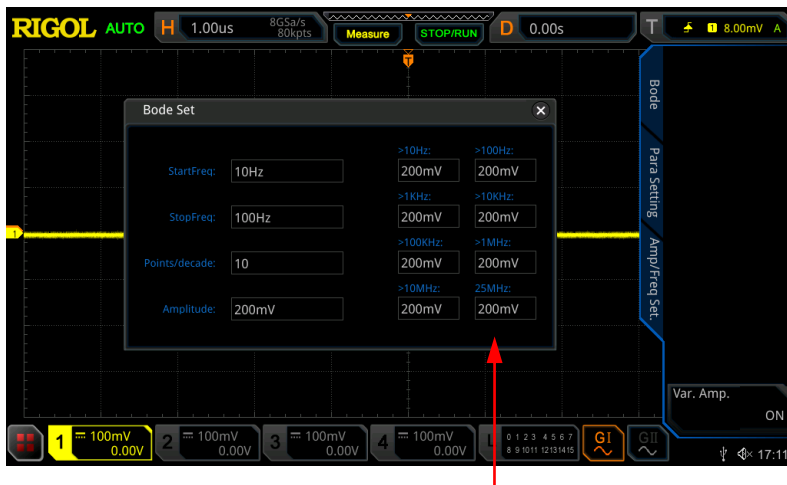 RIGOL AUTO H 1.00us 8GSa/s 80kpts Measure STOP/RUN D 0.00s T 1 8.00mV A
T
Bode Set
>10Hz: >100Hz:
StartFreq: 10Hz 200mV 200mV
>1KHz: >10KHz:
StopFreq: 100Hz 200mV 200mV
>100KHz: >1MHz:
Points/decade: 10 200mV 200mV
>10MHz: 25MHz:
Amplitude: 200mV 200mV 200mV
1
Bode
Para Setting
Amp/Freq Set.
Var. Amp.
ON
1 100mV 0.00V 2 100mV 0.00V 3 100mV 0.00V 4 100mV 0.00V L 0 1 2 3 4 5 6 7 GI GII
8 9 10 11 12 13 14 15
17:11